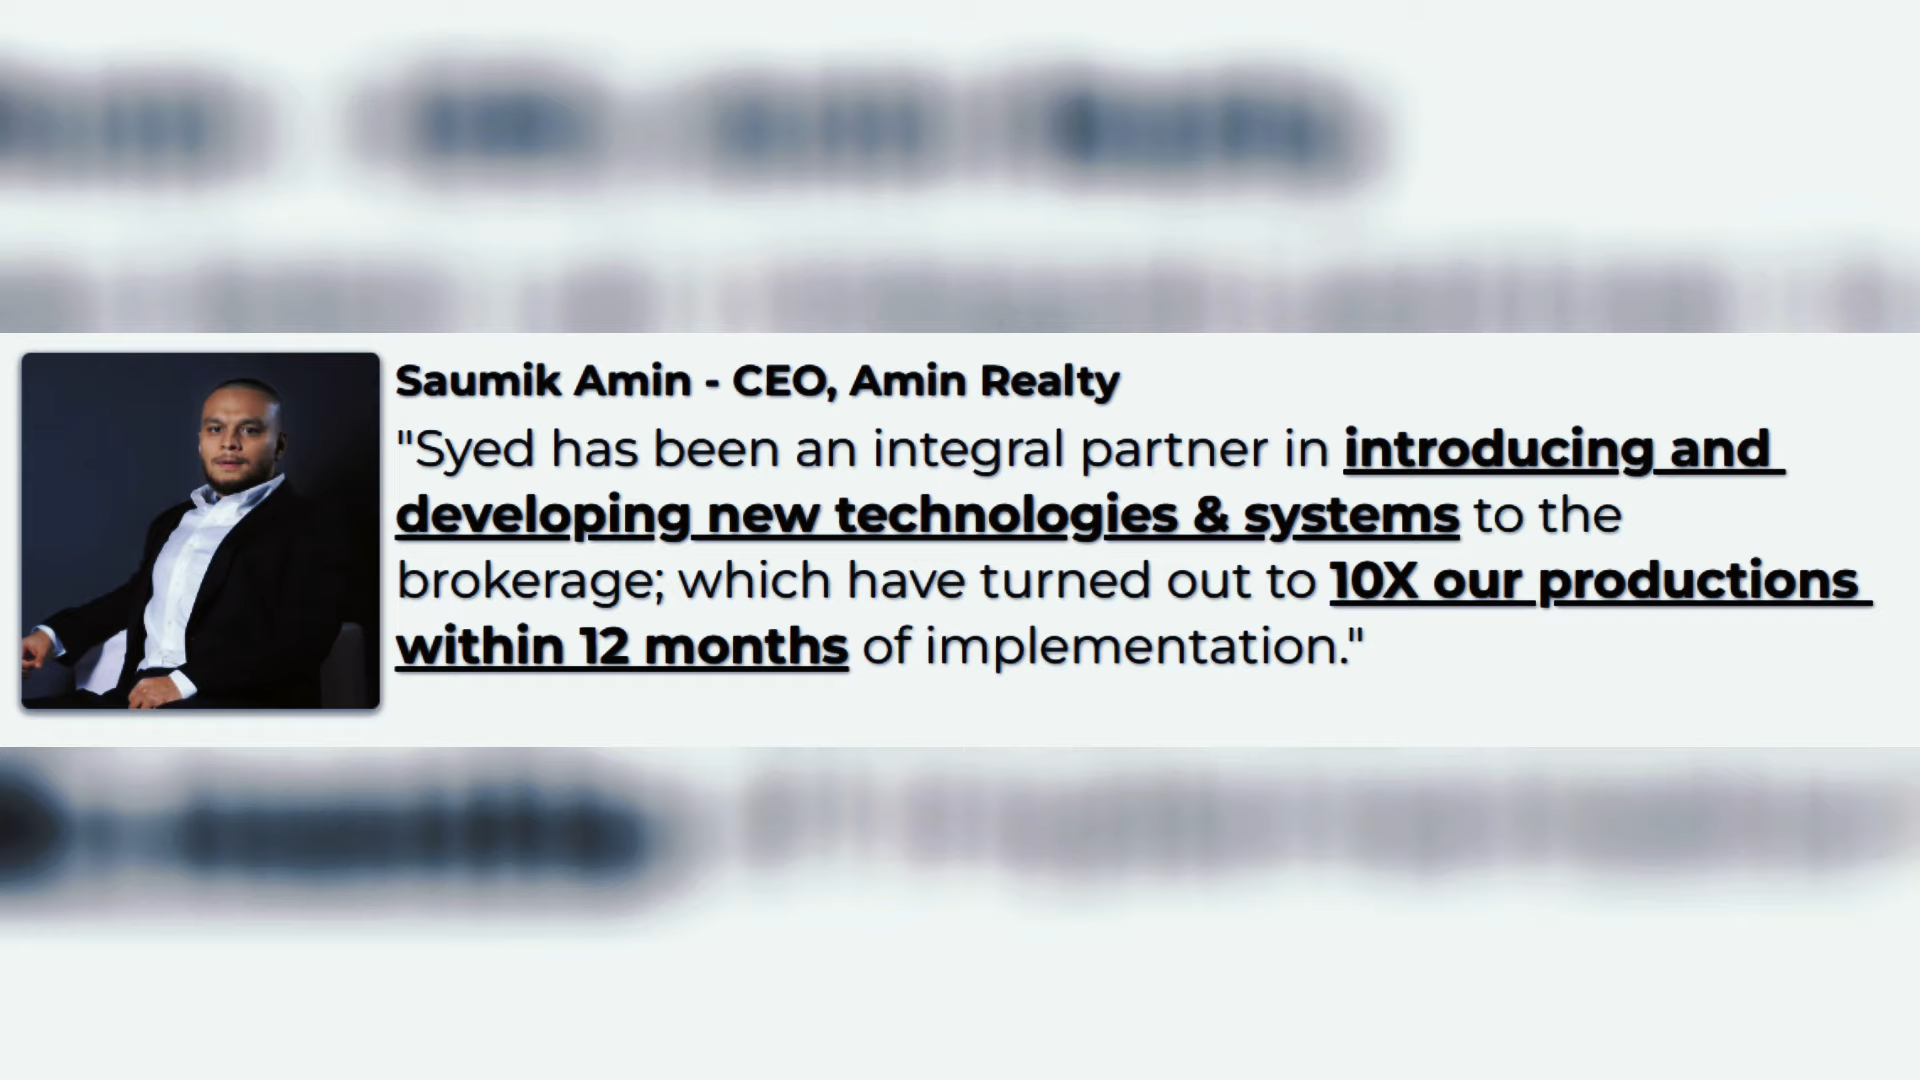 Saumik Amin - CEO, Amin Realty
"Syed has been an integral partner in introducing and
developing new technologies & systems to the
brokerage; which have turned out to 10X our productions
within 12 months of implementation."